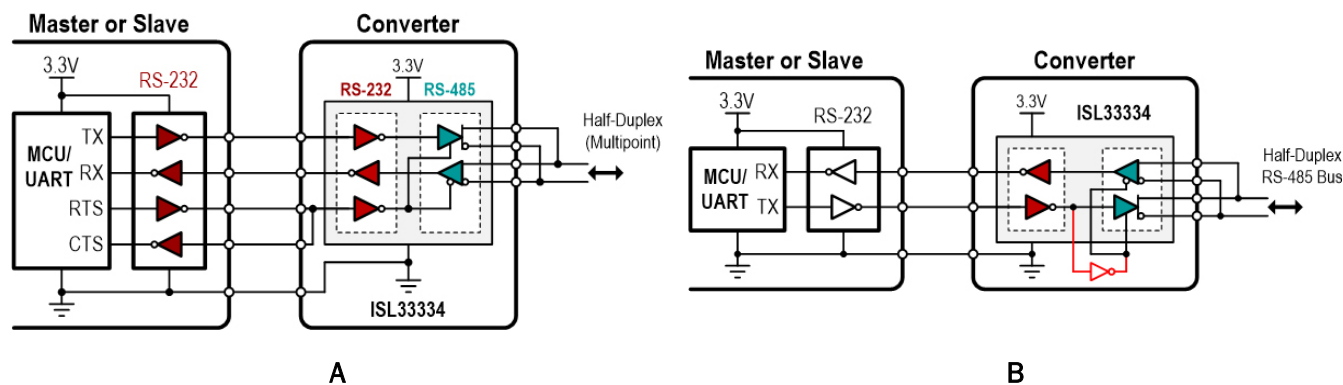 Master or Slave
Converter
3.3V
RS-232
3.3V
RS-232
RS-485
MCU/
UART
TX
RX
RTS
CTS
Half-Duplex
(Multipoint)
ISL33334
A
Master or Slave
Converter
3.3V
RS-232
3.3V
ISL33334
MCU/
UART
RX
TX
Half-Duplex
RS-485 Bus
B